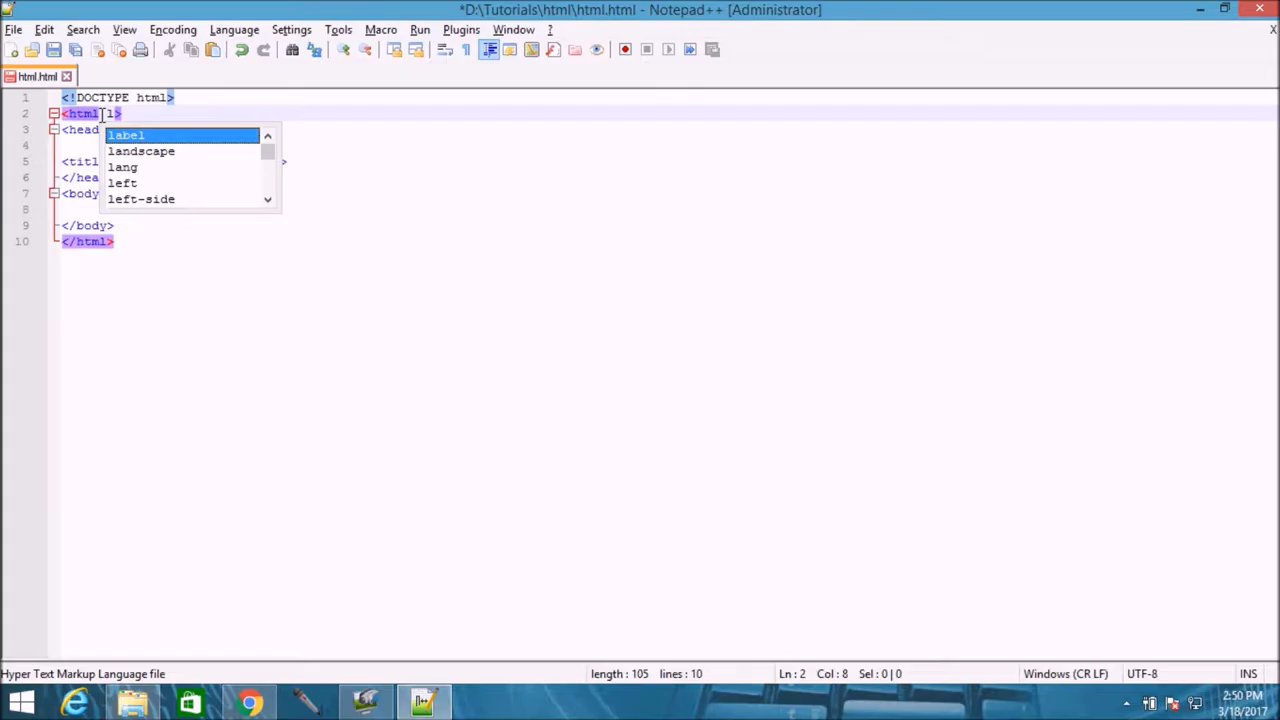 *D:\Tutorials\html\html.html - Notepad++ [Administrator]
File Edit Search View Encoding Language Settings Tools Macro Run Plugins Window ? X
html.html
1 <!DOCTYPE html>
2 <html l>
3 <head
label
4
landscape
5 <titl >
lang
6 </hea
left
7 <body
left-side
8
9 </body>
10 </html>
Hyper Text Markup Language file length : 105 lines : 10 Ln : 2 Col : 8 Sel : 0 | 0 Windows (CR LF) UTF-8 INS
2:50 PM
3/18/2017